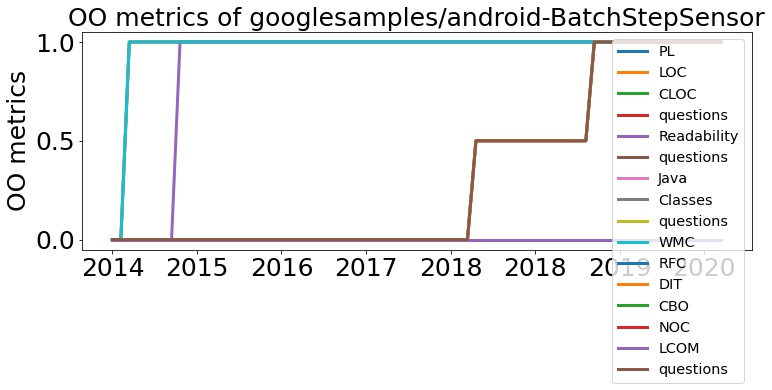 OO metrics of googlesamples/android-BatchStepSensor
OO metrics
1.0
0.5
0.0
2014 2015 2016 2017 2018 2018 2019 2020
PL
LOC
CLOC
questions
Readability
questions
Java
Classes
questions
WMC
RFC
DIT
CBO
NOC
LCOM
questions